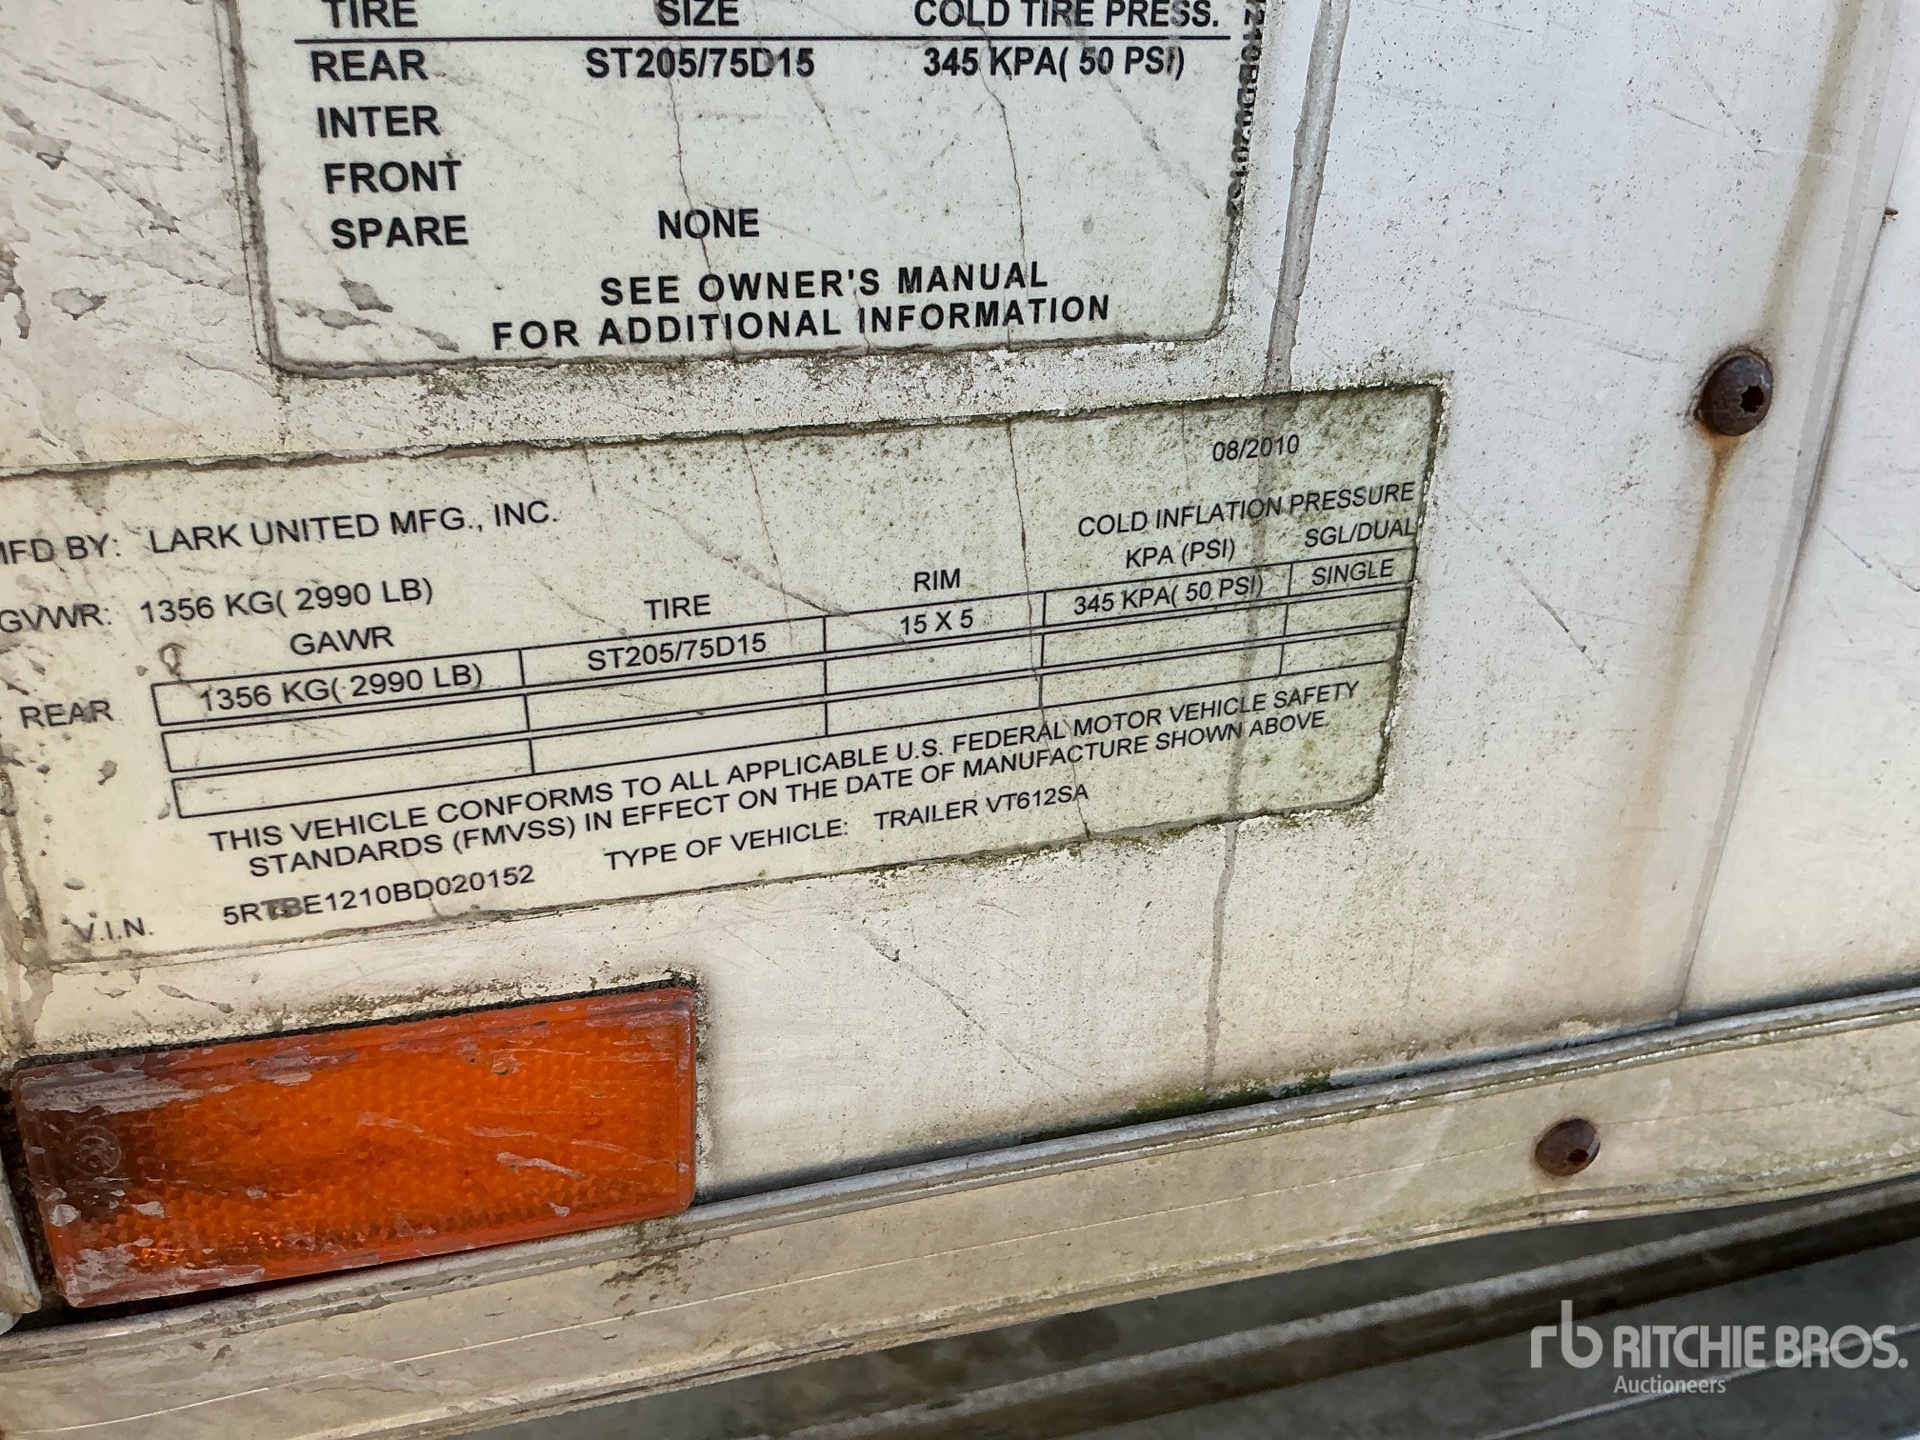 TIRE SIZE COLD TIRE PRESS.
REAR ST205/75D15 345 KPA( 50 PSI)
INTER
FRONT
SPARE NONE
SEE OWNER'S MANUAL
FOR ADDITIONAL INFORMATION
08/2010
MFD BY: LARK UNITED MFG., INC.
COLD INFLATION PRESSURE
GVWR: 1356 KG( 2990 LB)
KPA (PSI) SGL/DUAL
GAWR TIRE RIM
REAR 1356 KG( 2990 LB) ST205/75D15 15 X 5 345 KPA( 50 PSI) SINGLE
THIS VEHICLE CONFORMS TO ALL APPLICABLE U.S. FEDERAL MOTOR VEHICLE SAFETY
STANDARDS (FMVSS) IN EFFECT ON THE DATE OF MANUFACTURE SHOWN ABOVE.
V.I.N. 5RTBE1210BD020152 TYPE OF VEHICLE: TRAILER VT612SA
rb RITCHIE BROS.
Auctioneers